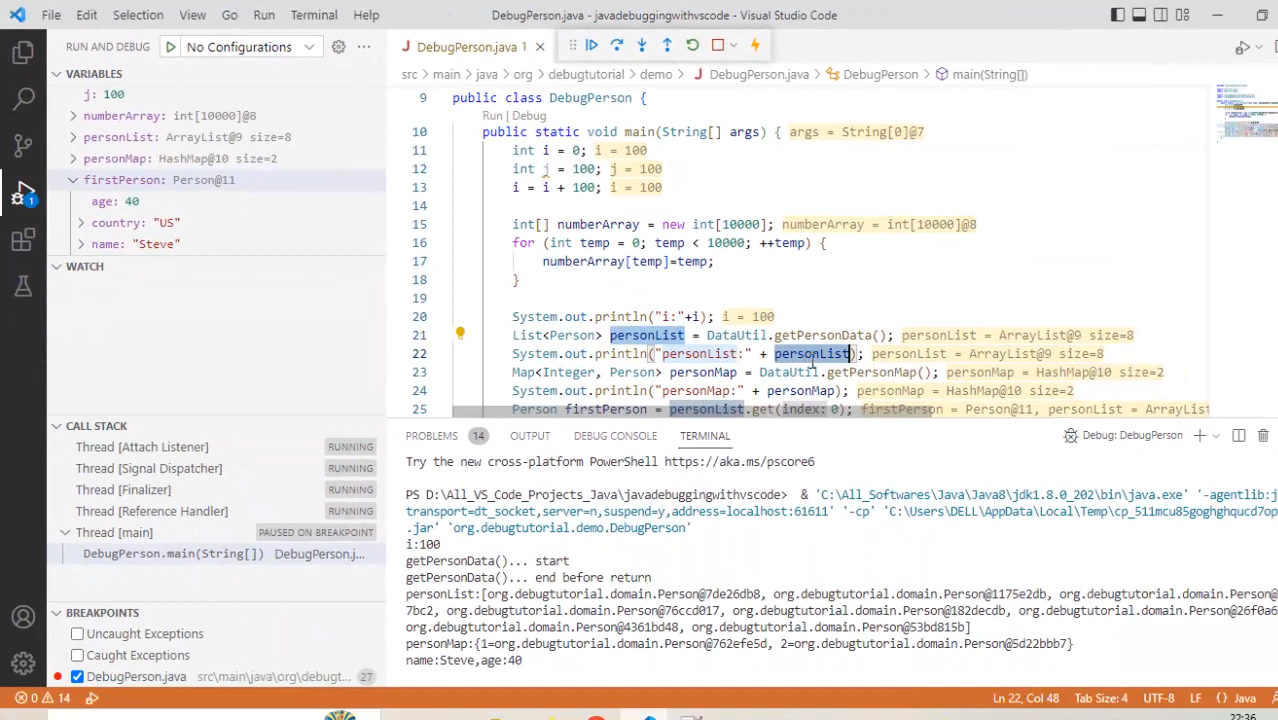 File Edit Selection View Go Run Terminal Help DebugPerson.java - javadebuggingwithvscode - Visual Studio Code
RUN AND DEBUG No Configurations
DebugPerson.java 1
src main java org debugtutorial demo DebugPerson.java DebugPerson main(String[])
VARIABLES
j: 100
numberArray: int[10000]@8
personList: ArrayList@9 size=8
personMap: HashMap@10 size=2
firstPerson: Person@11
age: 40
country: "US"
name: "Steve"
WATCH
CALL STACK
Thread [Attach Listener] RUNNING
Thread [Signal Dispatcher] RUNNING
Thread [Finalizer] RUNNING
Thread [Reference Handler] RUNNING
Thread [main] PAUSED ON BREAKPOINT
DebugPerson.main(String[]) DebugPerson.j...
BREAKPOINTS
Uncaught Exceptions
Caught Exceptions
DebugPerson.java src\main\java\org\debugt... 27
9 public class DebugPerson {
Run | Debug
10 public static void main(String[] args) { args = String[0]@7
11 int i = 0; i = 100
12 int j = 100; j = 100
13 i = i + 100; i = 100
14
15 int[] numberArray = new int[10000]; numberArray = int[10000]@8
16 for (int temp = 0; temp < 10000; ++temp) {
17 numberArray[temp]=temp;
18 }
19
20 System.out.println("i:"+i); i = 100
21 List<Person> personList = DataUtil.getPersonData(); personList = ArrayList@9 size=8
22 System.out.println("personList:" + personList); personList = ArrayList@9 size=8
23 Map<Integer, Person> personMap = DataUtil.getPersonMap(); personMap = HashMap@10 size=2
24 System.out.println("personMap:" + personMap); personMap = HashMap@10 size=2
25 Person firstPerson = personList.get(index: 0); firstPerson = Person@11, personList = ArrayList
PROBLEMS 14 OUTPUT DEBUG CONSOLE TERMINAL Debug: DebugPerson
Try the new cross-platform PowerShell https://aka.ms/pscore6
PS D:\All_VS_Code_Projects_Java\javadebuggingwithvscode> & 'C:\All_Softwares\Java\Java8\jdk1.8.0_202\bin\java.exe' '-agentlib:j
transport=dt_socket,server=n,suspend=y,address=localhost:61611' '-cp' 'C:\Users\DELL\AppData\Local\Temp\cp_511mcu85goghghqucd7op
.jar' 'org.debugtutorial.demo.DebugPerson'
i:100
getPersonData()... start
getPersonData()... end before return
personList:[org.debugtutorial.domain.Person@7de26db8, org.debugtutorial.domain.Person@1175e2db, org.debugtutorial.domain.Person@
7bc2, org.debugtutorial.domain.Person@76ccd017, org.debugtutorial.domain.Person@182decdb, org.debugtutorial.domain.Person@26f0a6
org.debugtutorial.domain.Person@4361bd48, org.debugtutorial.domain.Person@53bd815b]
personMap:{1=org.debugtutorial.domain.Person@762efe5d, 2=org.debugtutorial.domain.Person@5d22bbb7}
name:Steve,age:40
1
0 14 Ln 22, Col 48 Tab Size: 4 UTF-8 LF {} Java
22:36